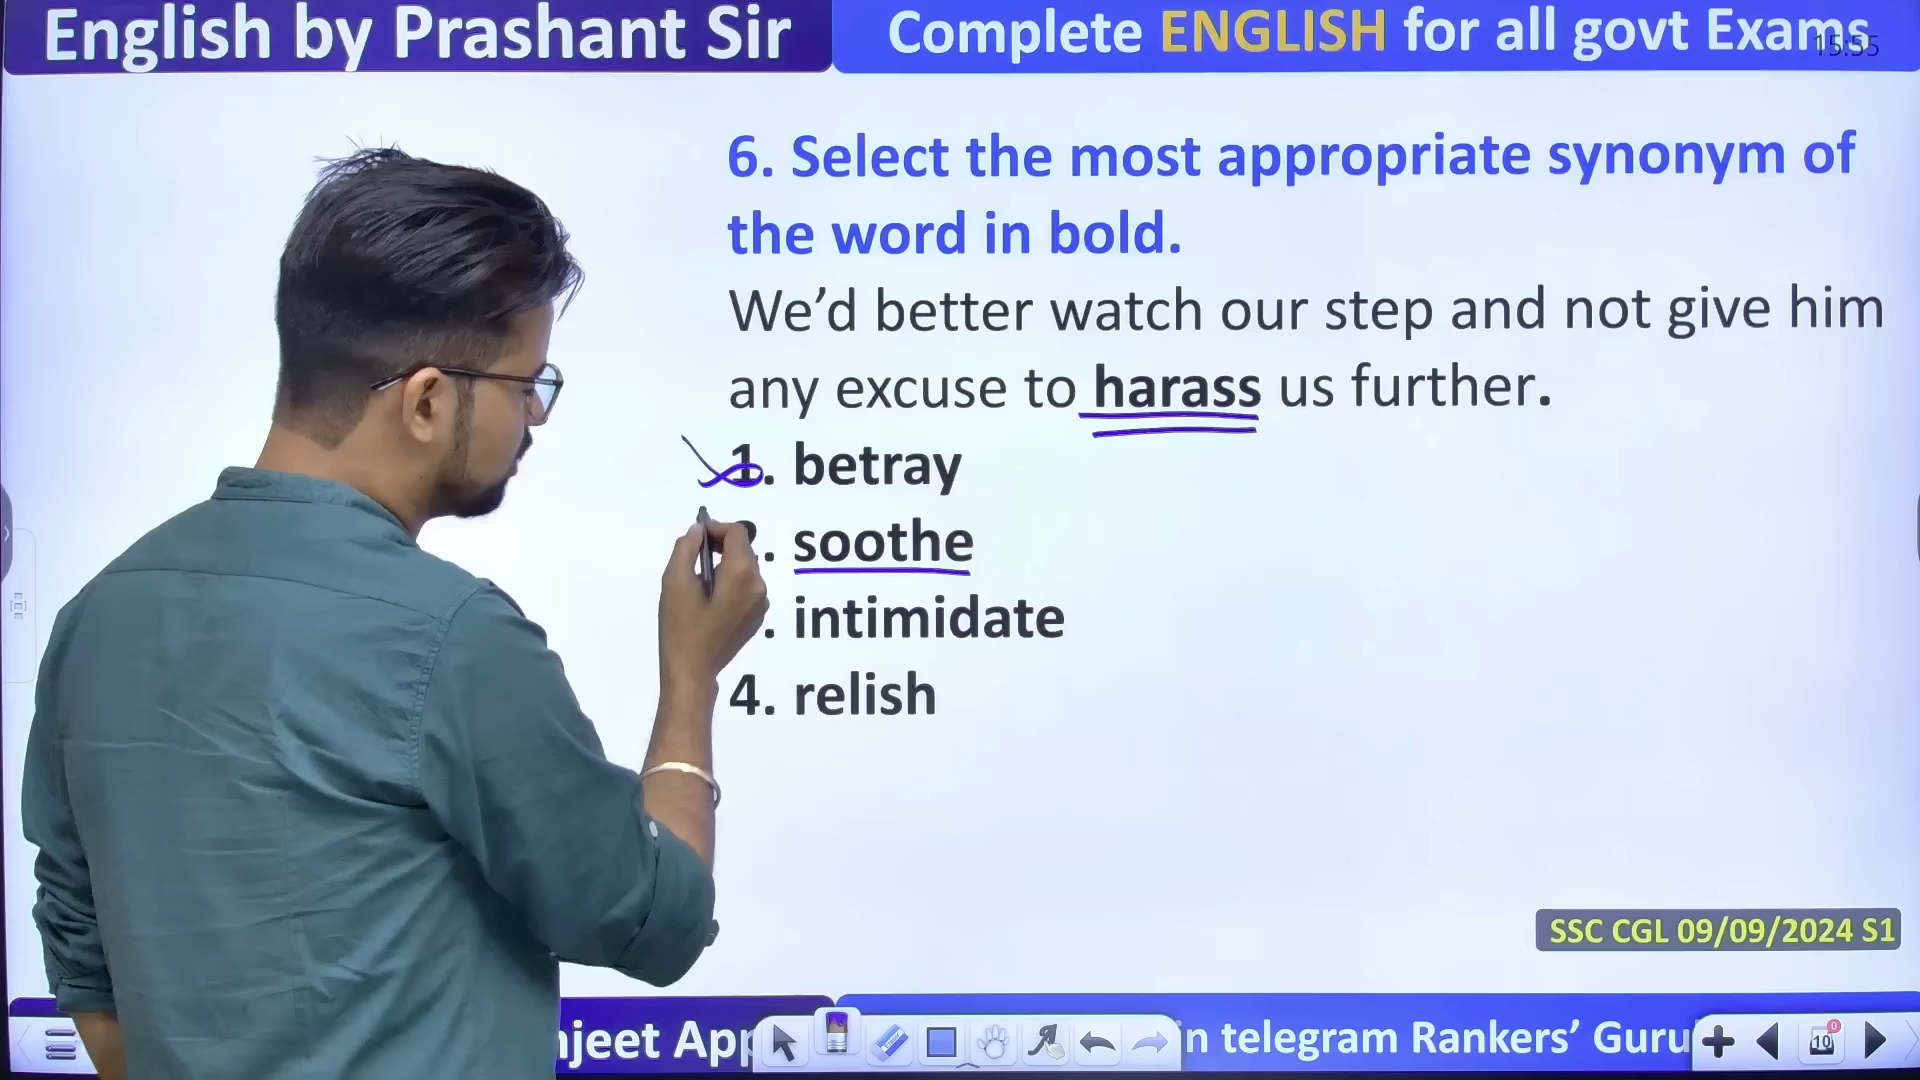 English by Prashant Sir
Complete ENGLISH for all govt Exams
15:55
6. Select the most appropriate synonym of
the word in bold.
We’d better watch our step and not give him
any excuse to harass us further.
1. betray
. soothe
. intimidate
4. relish
SSC CGL 09/09/2024 S1
in telegram Rankers’ Guru
10
0